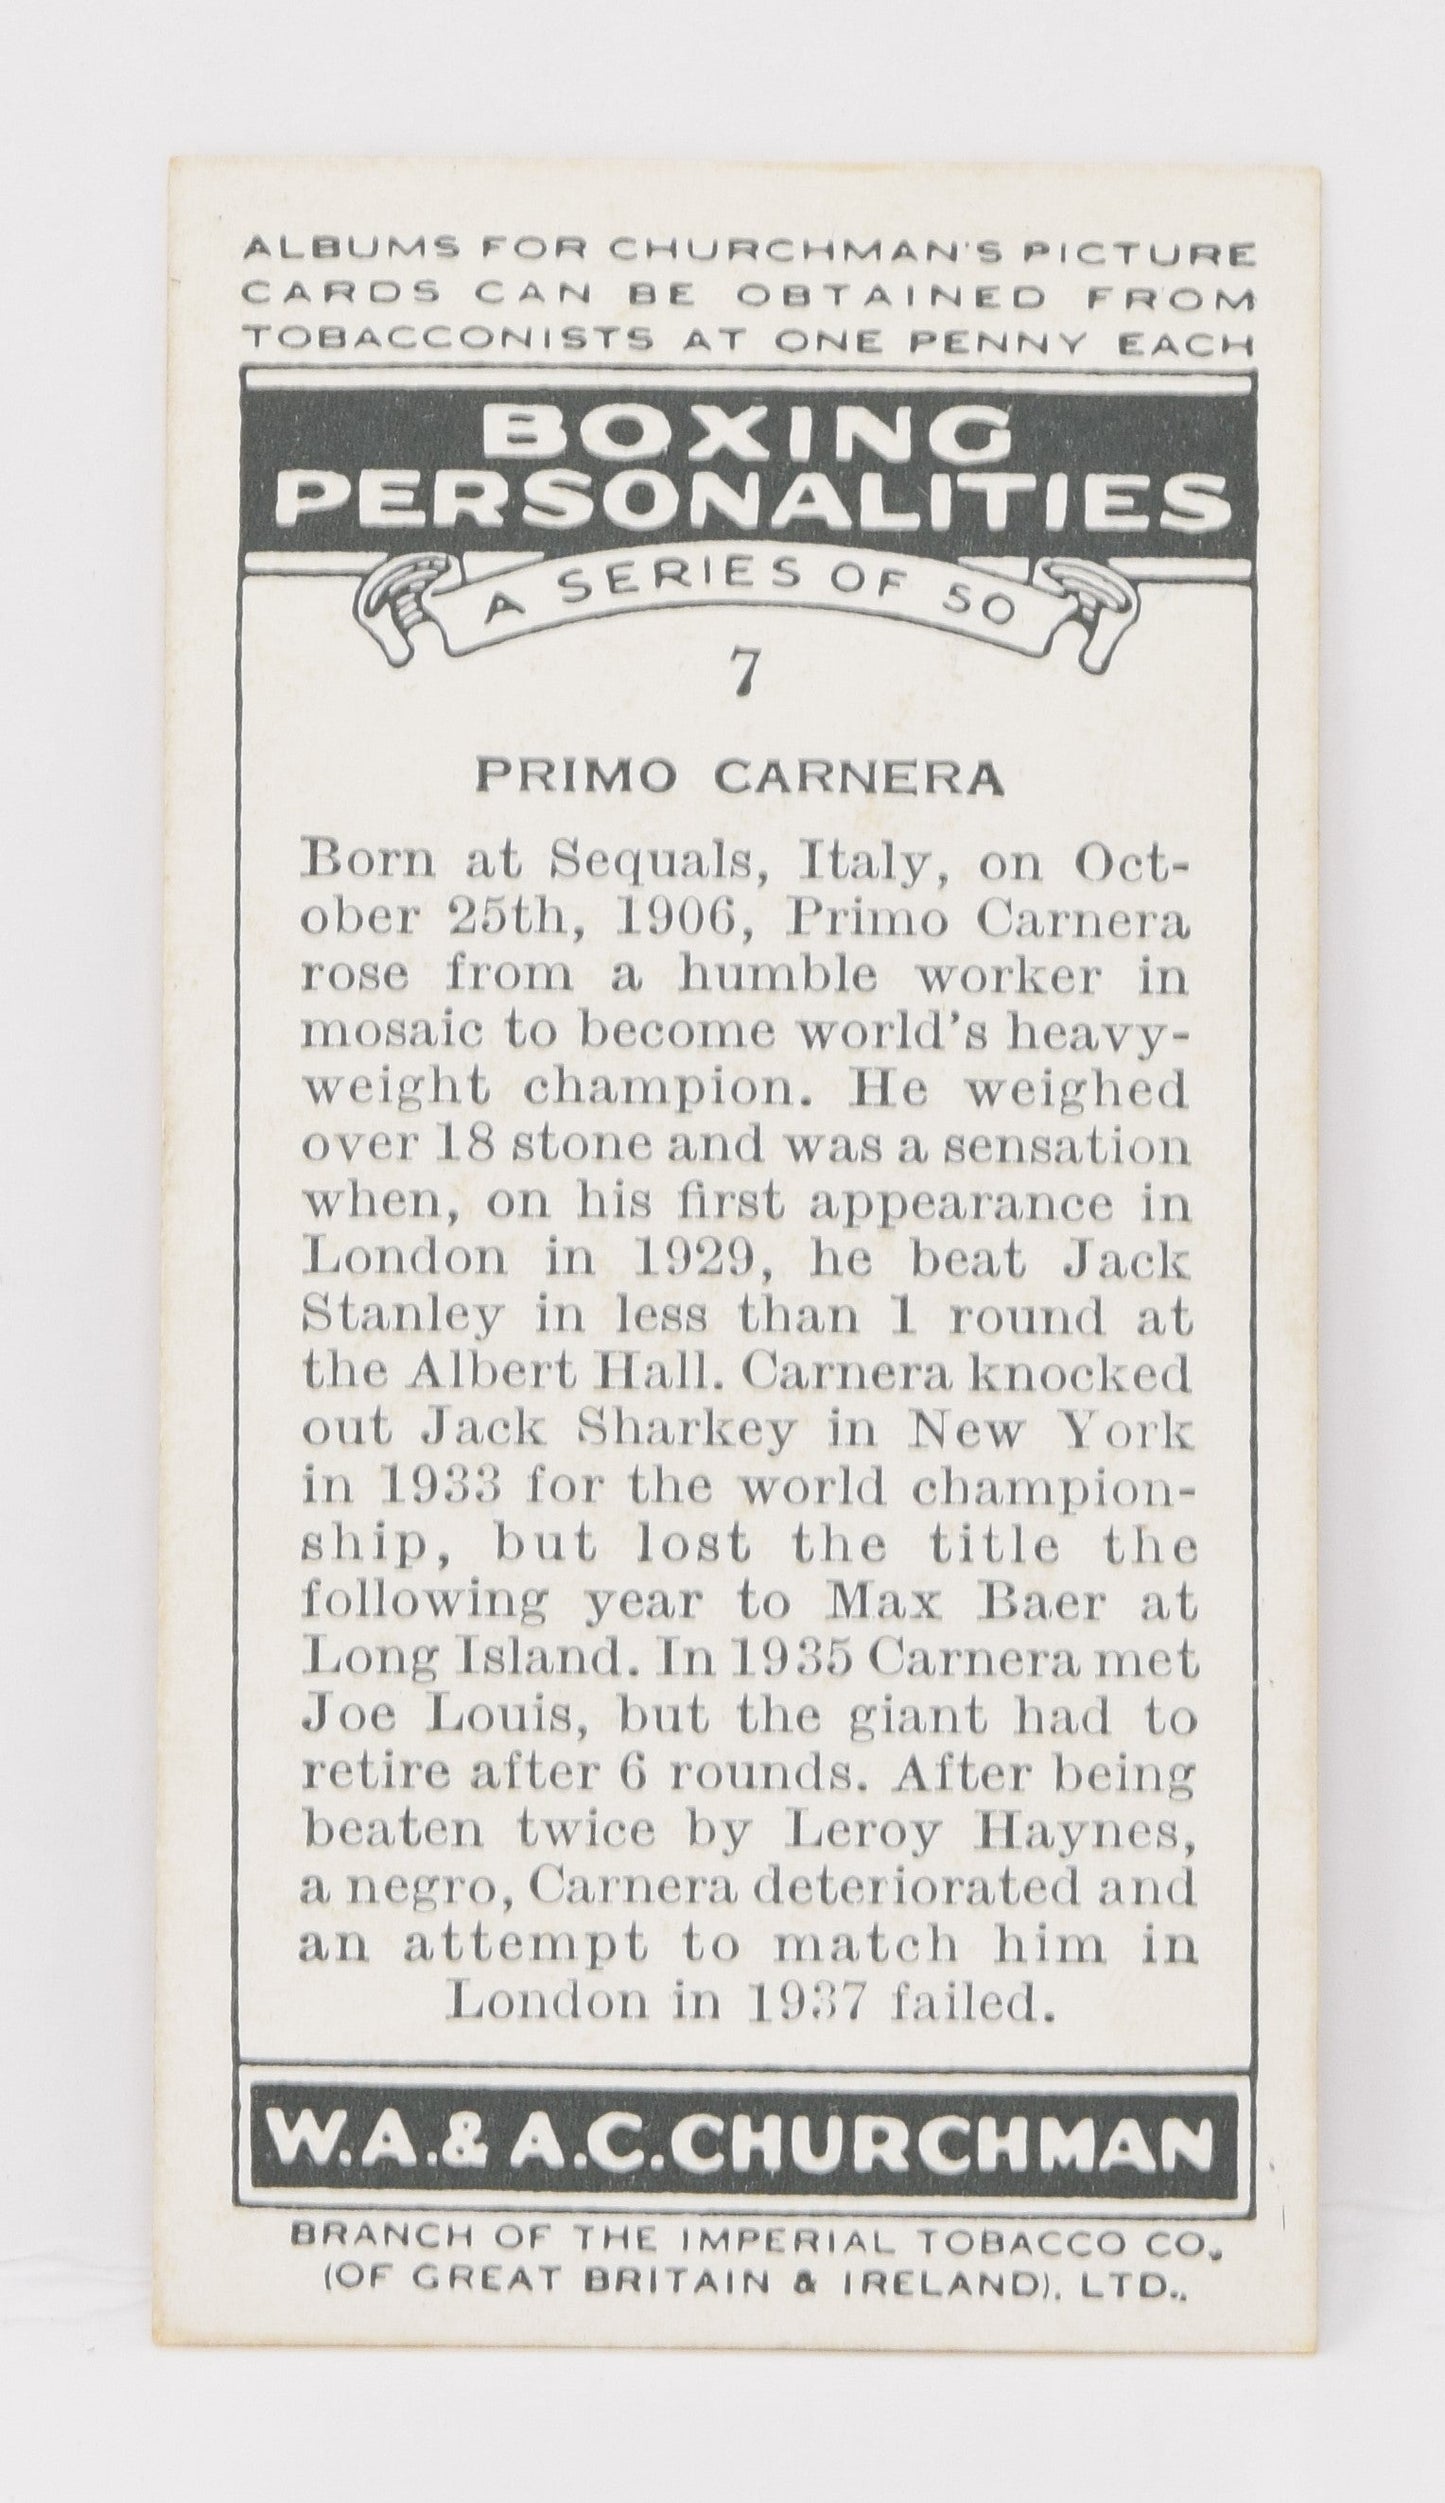 ALBUMS FOR CHURCHMAN'S PICTURE
CARDS CAN BE OBTAINED FROM
TOBACCONISTS AT ONE PENNY EACH
BOXING
PERSONALITIES
A SERIES OF 50
7
PRIMO CARNERA
Born at Sequals, Italy, on Oct-
ober 25th, 1906, Primo Carnera
rose from a humble worker in
mosaic to become world's heavy-
weight champion. He weighed
over 18 stone and was a sensation
when, on his first appearance in
London in 1929, he beat Jack
Stanley in less than 1 round at
the Albert Hall. Carnera knocked
out Jack Sharkey in New York
in 1933 for the world champion-
ship, but lost the title the
following year to Max Baer at
Long Island. In 1935 Carnera met
Joe Louis, but the giant had to
retire after 6 rounds. After being
beaten twice by Leroy Haynes,
a negro, Carnera deteriorated and
an attempt to match him in
London in 1937 failed.
W.A.& A.C.CHURCHMAN
BRANCH OF THE IMPERIAL TOBACCO CO.
(OF GREAT BRITAIN & IRELAND), LTD.,